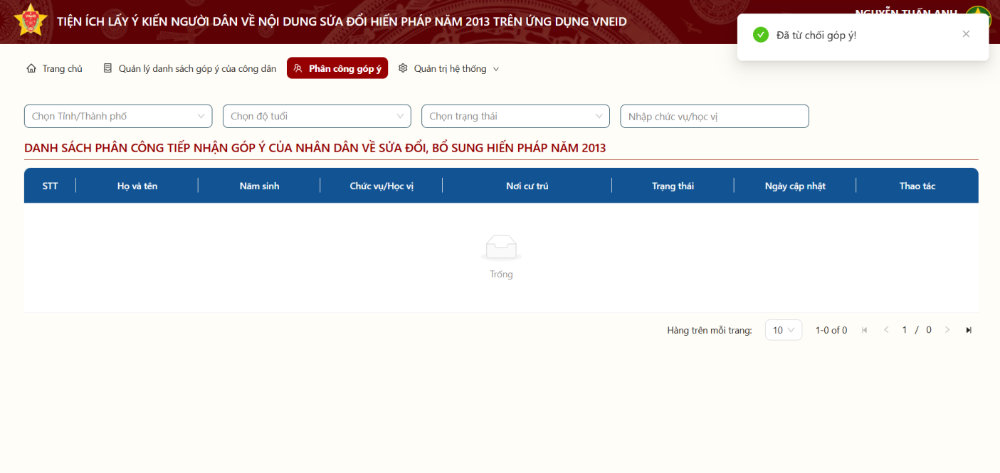 NGUYỄN TUẤN ANH
TIỆN ÍCH LẤY Ý KIẾN NGƯỜI DÂN VỀ NỘI DUNG SỬA ĐỔI HIẾN PHÁP NĂM 2013 TRÊN ỨNG DỤNG VNEID
Đã từ chối góp ý!
Trang chủ Quản lý danh sách góp ý của công dân Phân công góp ý Quản trị hệ thống
Chọn Tỉnh/Thành phố Chọn độ tuổi Chọn trạng thái Nhập chức vụ/học vị
DANH SÁCH PHÂN CÔNG TIẾP NHẬN GÓP Ý CỦA NHÂN DÂN VỀ SỬA ĐỔI, BỔ SUNG HIẾN PHÁP NĂM 2013
STT Họ và tên Năm sinh Chức vụ/Học vị Nơi cư trú Trạng thái Ngày cập nhật Thao tác
Trống
Hàng trên mỗi trang: 10 1-0 of 0 1 / 0